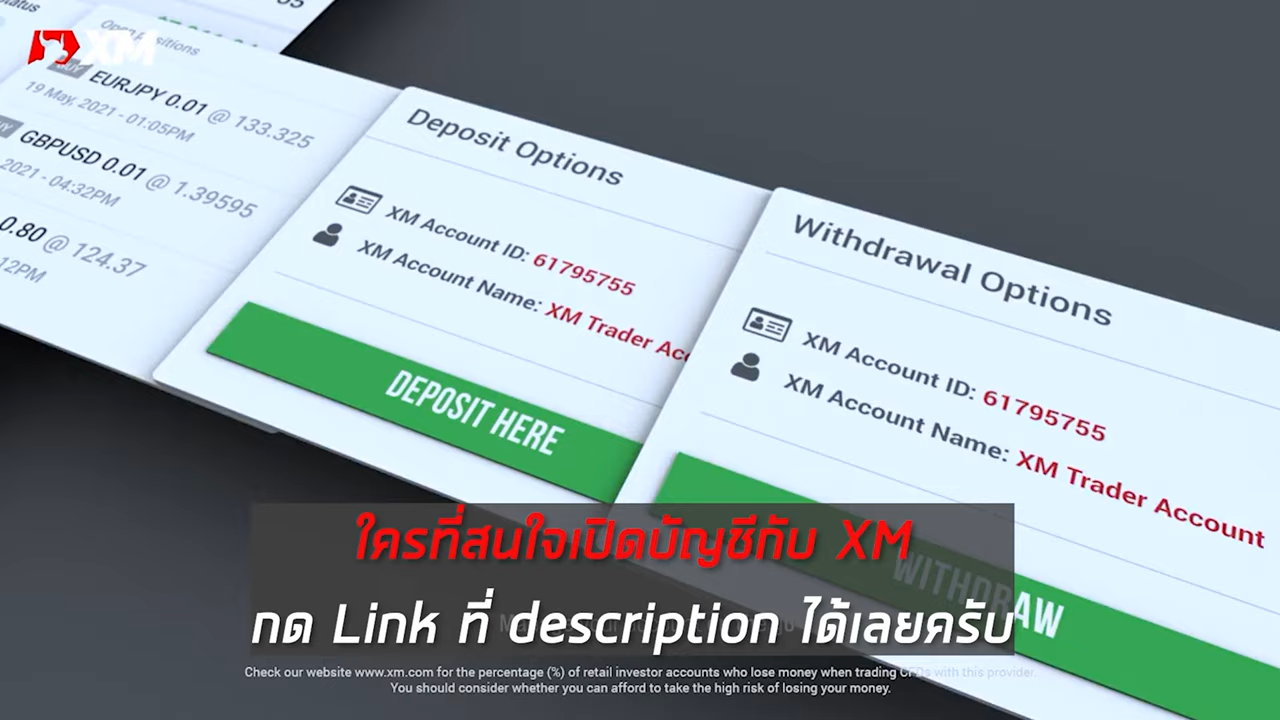 Status
XM
Open Positions
BUY EURJPY 0.01 @ 133.325
19 May, 2021 - 01:05PM
GBPUSD 0.01 @ 1.39595
2021 - 04:32PM
0.80 @ 124.37
12PM
Deposit Options
XM Account ID: 61795755
XM Account Name: XM Trader
DEPOSIT HERE
Withdrawal Options
XM Account ID: 61795755
XM Account Name: XM Trader Account
WITHDRAW
ใครที่สนใจเปิดบัญชีกับ XM
กด Link ที่ description ได้เลยครับ
Check our website www.xm.com for the percentage (%) of retail investor accounts who lose money when trading CFDs with this provider.
You should consider whether you can afford to take the high risk of losing your money.